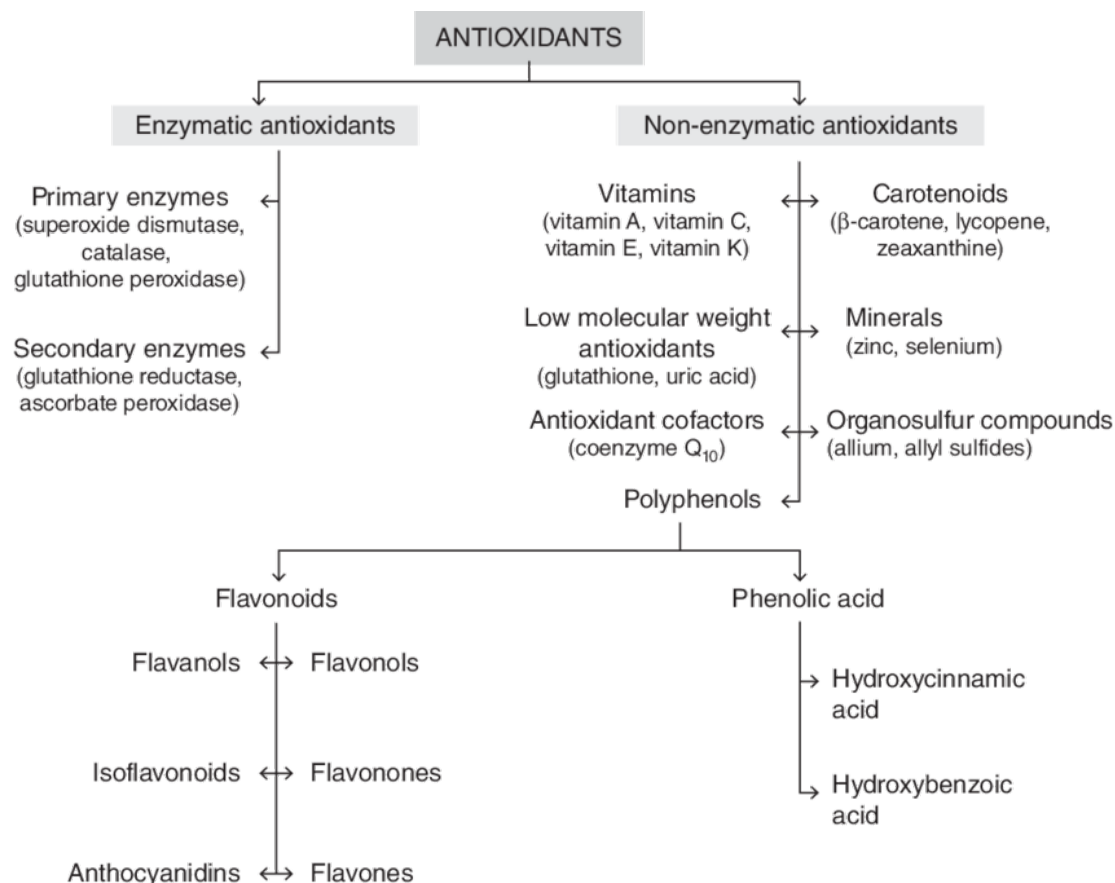 ANTIOXIDANTS
Enzymatic antioxidants
Non-enzymatic antioxidants
Primary enzymes
(superoxide dismutase,
catalase,
glutathione peroxidase)
Secondary enzymes
(glutathione reductase,
ascorbate peroxidase)
Vitamins
(vitamin A, vitamin C,
vitamin E, vitamin K)
Carotenoids
(β-carotene, lycopene,
zeaxanthine)
Low molecular weight
antioxidants
(glutathione, uric acid)
Minerals
(zinc, selenium)
Antioxidant cofactors
(coenzyme Q₁₀)
Organosulfur compounds
(allium, allyl sulfides)
Polyphenols
Flavonoids
Phenolic acid
Flavanols
Flavonols
Isoflavonoids
Flavonones
Anthocyanidins
Flavones
Hydroxycinnamic
acid
Hydroxybenzoic
acid